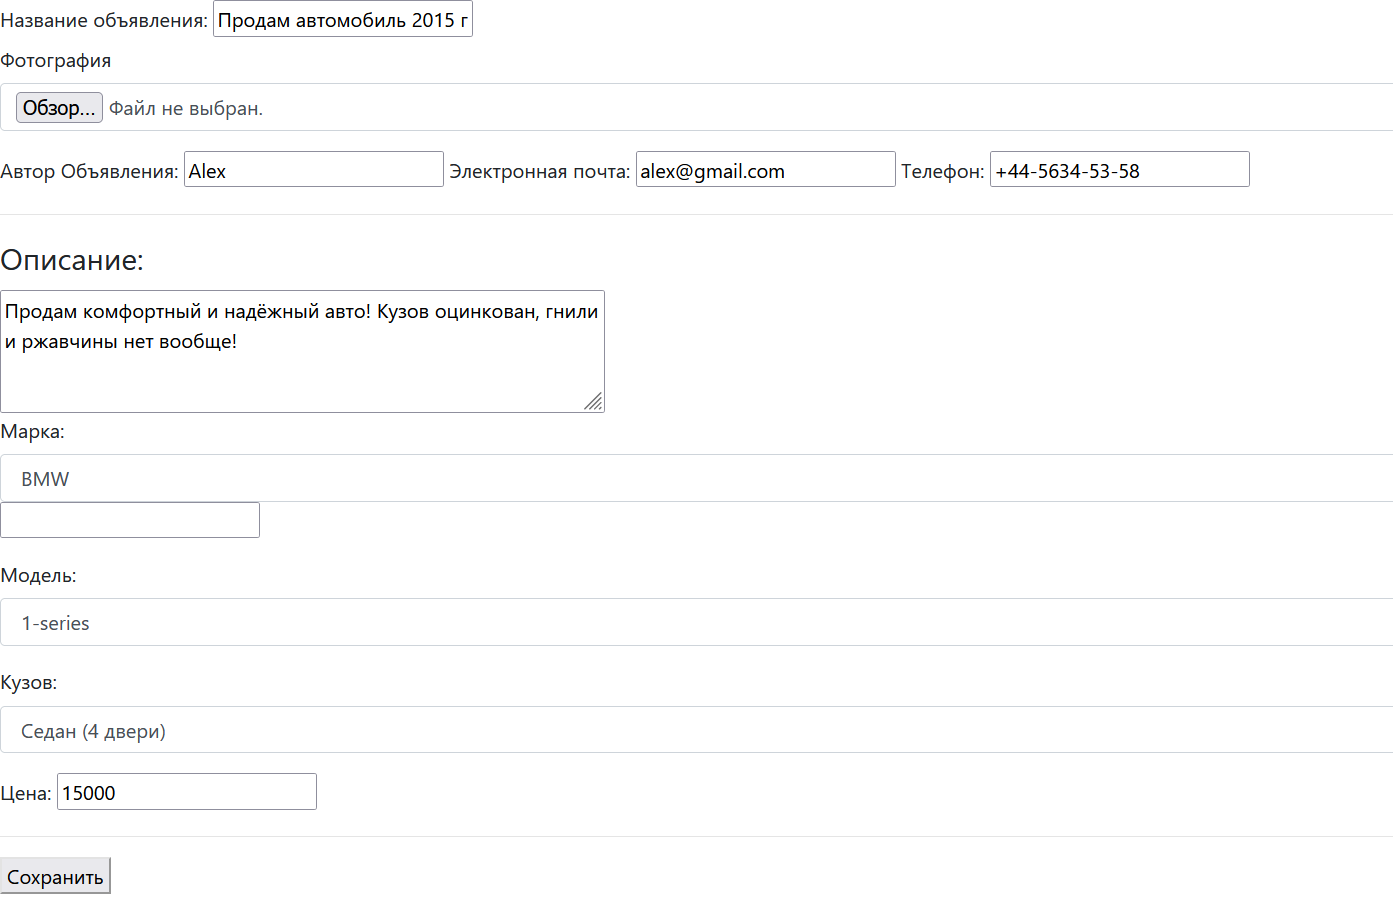 Название объявления: Продам автомобиль 2015 г
Фотография
Обзор... Файл не выбран.
Автор Объявления: Alex Электронная почта: alex@gmail.com Телефон: +44-5634-53-58
Описание:
Продам комфортный и надёжный авто! Кузов оцинкован, гнили
и ржавчины нет вообще!
Марка:
BMW
Модель:
1-series
Кузов:
Седан (4 двери)
Цена: 15000
Сохранить